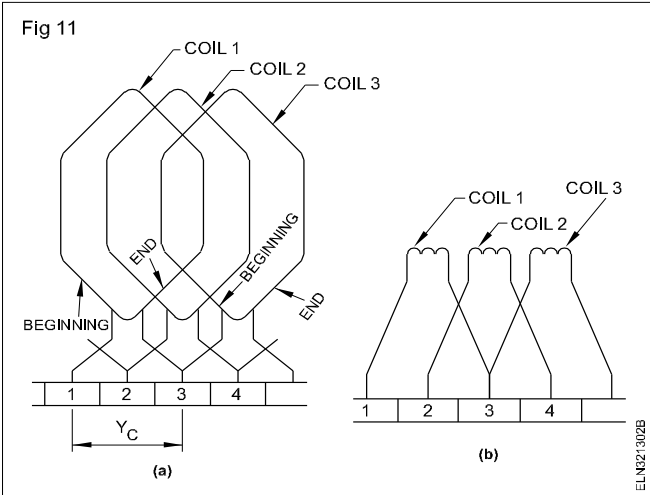 Fig 11
COIL 1
COIL 2
COIL 3
END
BEGINNING
BEGINNING
END
1 2 3 4
Y_C
(a)
COIL 1
COIL 2
COIL 3
1 2 3 4
(b)
ELN321302B